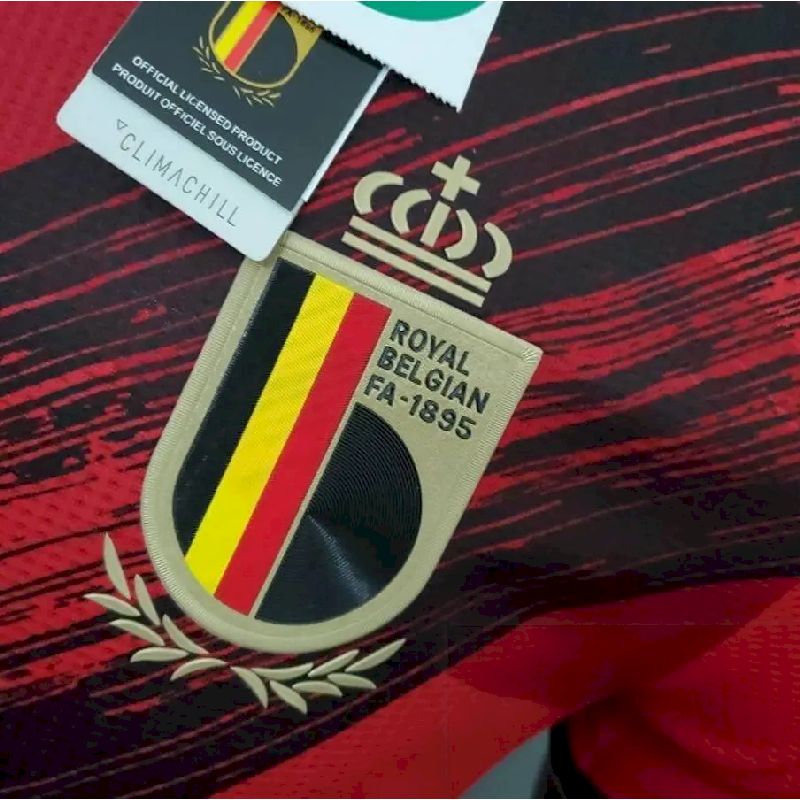 OFFICIAL LICENSED PRODUCT
PRODUIT OFFICIEL SOUS LICENCE
CLIMACHILL
ROYAL
BELGIAN
FA-1895